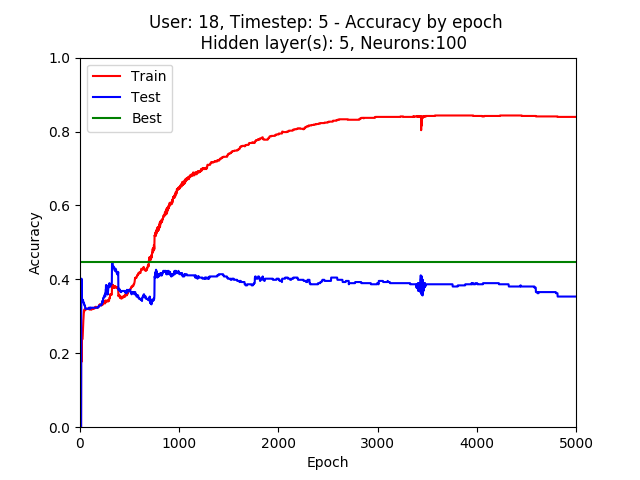 User: 18, Timestep: 5 - Accuracy by epoch
Hidden layer(s): 5, Neurons:100
1.0
Train
Test
Best
0.8
0.6
Accuracy
0.4
0.2
0.0
0 1000 2000 3000 4000 5000
Epoch